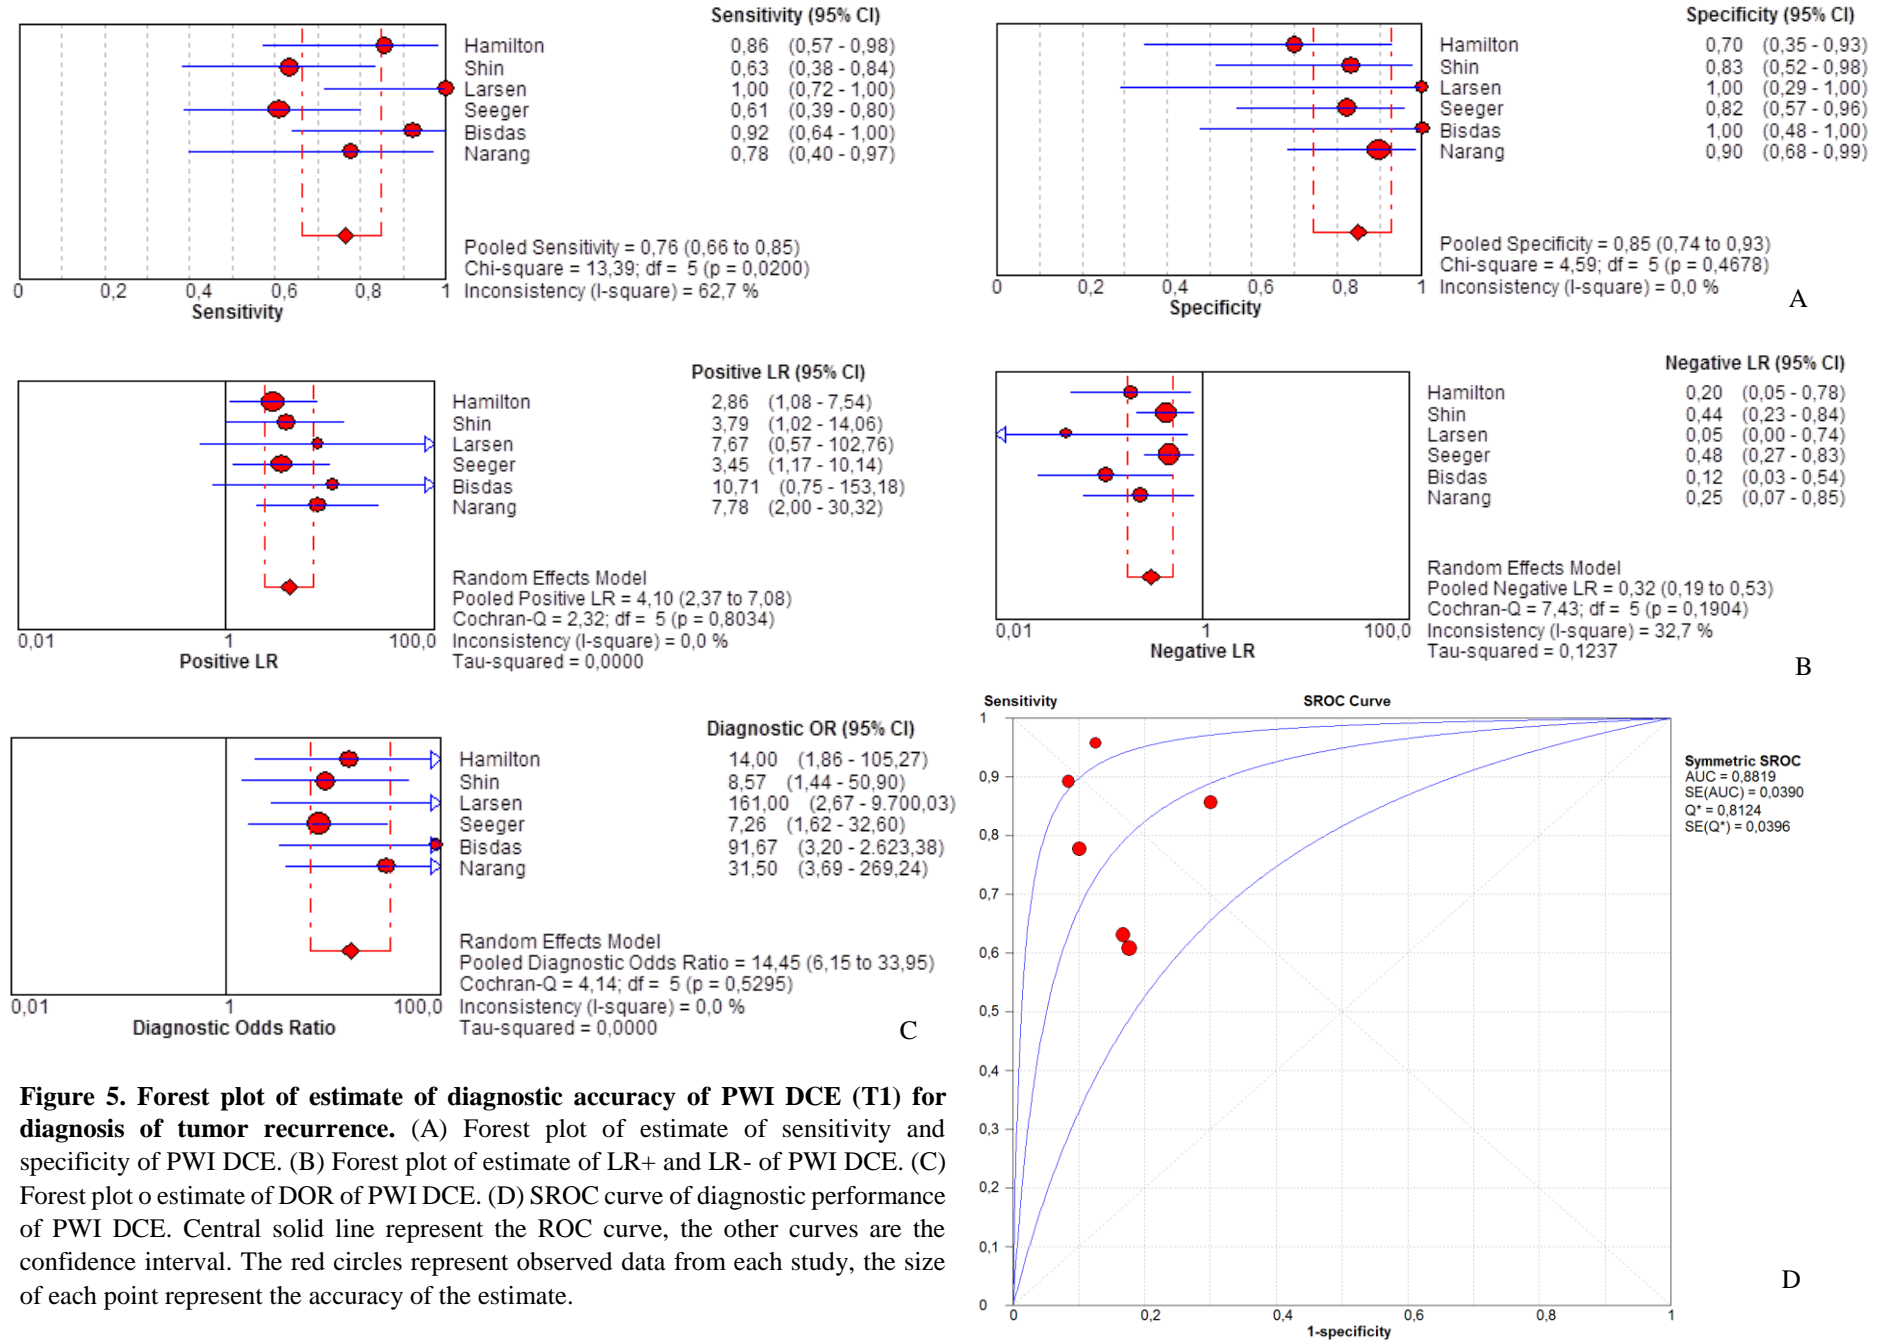 Sensitivity (95% CI)
Hamilton 0,86 (0,57 - 0,98)
Shin 0,63 (0,38 - 0,84)
Larsen 1,00 (0,72 - 1,00)
Seeger 0,61 (0,39 - 0,80)
Bisdas 0,92 (0,64 - 1,00)
Narang 0,78 (0,40 - 0,97)
Pooled Sensitivity = 0,76 (0,66 to 0,85)
Chi-square = 13,39; df = 5 (p = 0,0200)
Inconsistency (I-square) = 62,7 %
0 0,2 0,4 0,6 0,8 1
Sensitivity
Specificity (95% CI)
Hamilton 0,70 (0,35 - 0,93)
Shin 0,83 (0,52 - 0,98)
Larsen 1,00 (0,29 - 1,00)
Seeger 0,82 (0,57 - 0,96)
Bisdas 1,00 (0,48 - 1,00)
Narang 0,90 (0,68 - 0,99)
Pooled Specificity = 0,85 (0,74 to 0,93)
Chi-square = 4,59; df = 5 (p = 0,4678)
Inconsistency (I-square) = 0,0 %
0 0,2 0,4 0,6 0,8 1
Specificity
A
Positive LR (95% CI)
Hamilton 2,86 (1,08 - 7,54)
Shin 3,79 (1,02 - 14,06)
Larsen 7,67 (0,57 - 102,76)
Seeger 3,45 (1,17 - 10,14)
Bisdas 10,71 (0,75 - 153,18)
Narang 7,78 (2,00 - 30,32)
Random Effects Model
Pooled Positive LR = 4,10 (2,37 to 7,08)
Cochran-Q = 2,32; df = 5 (p = 0,8034)
Inconsistency (I-square) = 0,0 %
Tau-squared = 0,0000
0,01 1 100,0
Positive LR
Negative LR (95% CI)
Hamilton 0,20 (0,05 - 0,78)
Shin 0,44 (0,23 - 0,84)
Larsen 0,05 (0,00 - 0,74)
Seeger 0,48 (0,27 - 0,83)
Bisdas 0,12 (0,03 - 0,54)
Narang 0,25 (0,07 - 0,85)
Random Effects Model
Pooled Negative LR = 0,32 (0,19 to 0,53)
Cochran-Q = 7,43; df = 5 (p = 0,1904)
Inconsistency (I-square) = 32,7 %
Tau-squared = 0,1237
0,01 1 100,0
Negative LR
B
Diagnostic OR (95% CI)
Hamilton 14,00 (1,86 - 105,27)
Shin 8,57 (1,44 - 50,90)
Larsen 161,00 (2,67 - 9.700,03)
Seeger 7,26 (1,62 - 32,60)
Bisdas 91,67 (3,20 - 2.623,38)
Narang 31,50 (3,69 - 269,24)
Random Effects Model
Pooled Diagnostic Odds Ratio = 14,45 (6,15 to 33,95)
Cochran-Q = 4,14; df = 5 (p = 0,5295)
Inconsistency (I-square) = 0,0 %
Tau-squared = 0,0000
0,01 1 100,0
Diagnostic Odds Ratio
C
Sensitivity
SROC Curve
1
0,9
0,8
0,7
0,6
0,5
0,4
0,3
0,2
0,1
0
0 0,2 0,4 0,6 0,8 1
1-specificity
Symmetric SROC
AUC = 0,8819
SE(AUC) = 0,0390
Q* = 0,8124
SE(Q*) = 0,0396
D
Figure 5. Forest plot of estimate of diagnostic accuracy of PWI DCE (T1) for
diagnosis of tumor recurrence. (A) Forest plot of estimate of sensitivity and
specificity of PWI DCE. (B) Forest plot of estimate of LR+ and LR- of PWI DCE. (C)
Forest plot o estimate of DOR of PWI DCE. (D) SROC curve of diagnostic performance
of PWI DCE. Central solid line represent the ROC curve, the other curves are the
confidence interval. The red circles represent observed data from each study, the size
of each point represent the accuracy of the estimate.